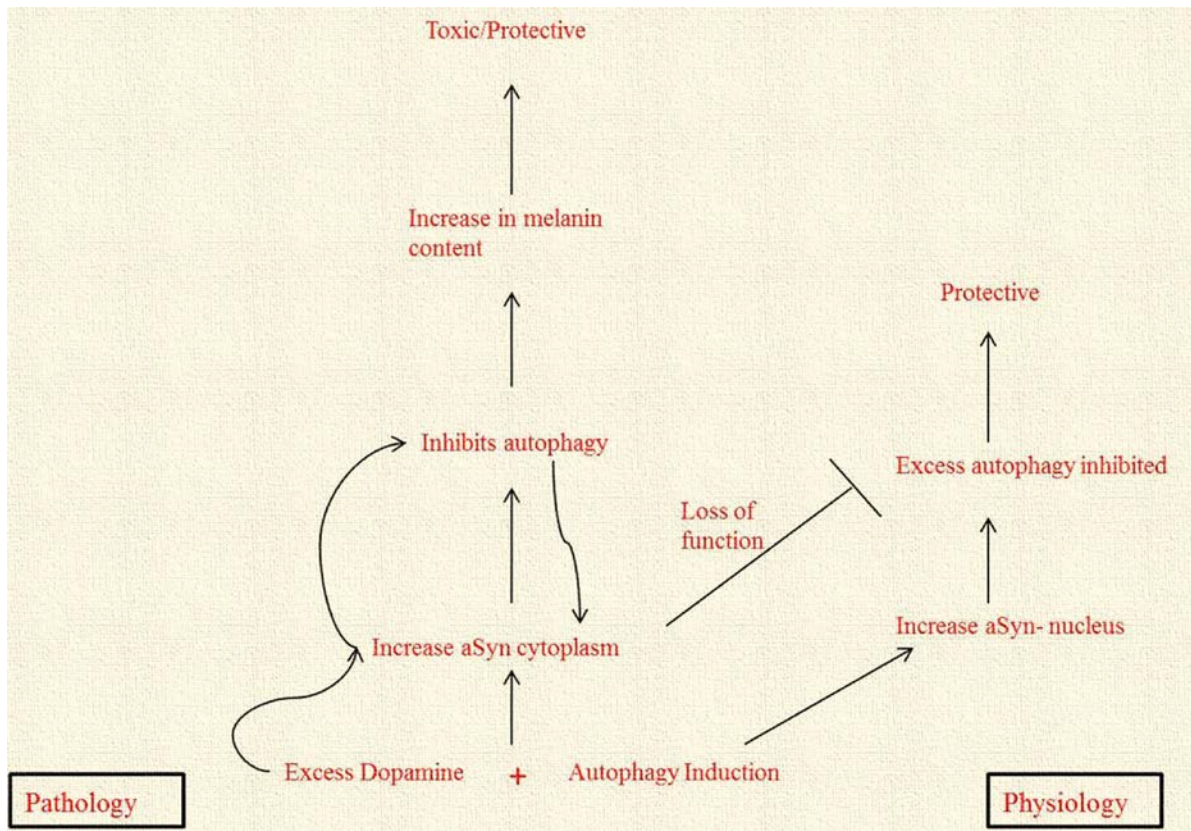 Toxic/Protective
Increase in melanin
content
Protective
Inhibits autophagy
Excess autophagy inhibited
Loss of
function
Increase aSyn cytoplasm
Increase aSyn- nucleus
Excess Dopamine + Autophagy Induction
Pathology
Physiology